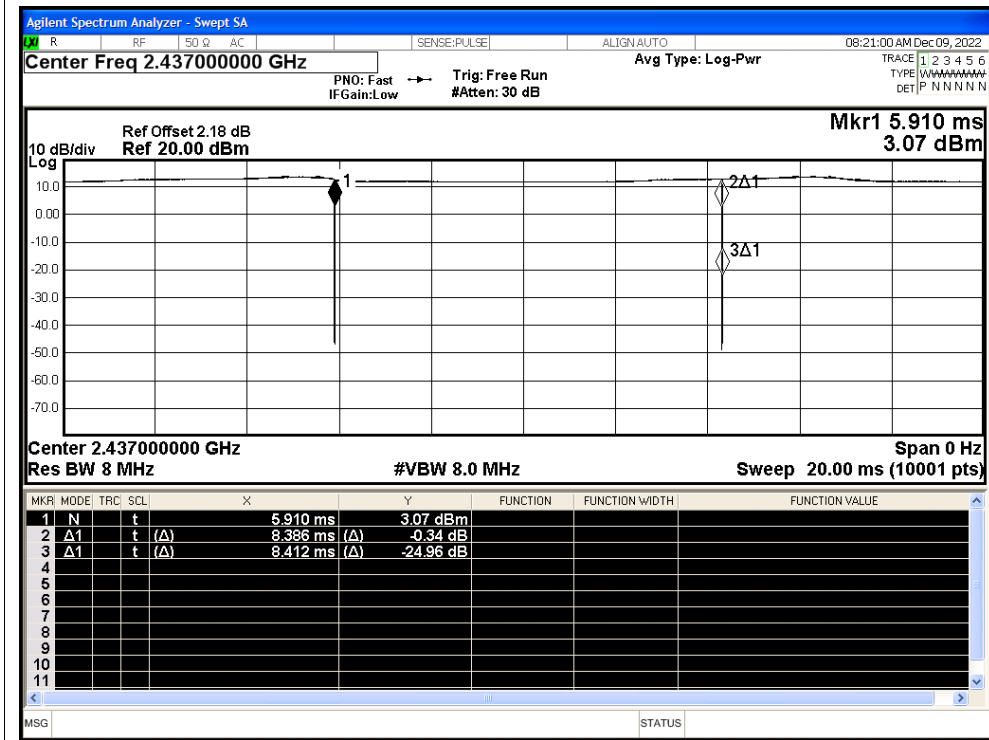 Agilent Spectrum Analyzer - Swept SA
LXI R RF 50 Ω AC SENSE:PULSE ALIGN AUTO 08:21:00 AM Dec 09, 2022
Center Freq 2.437000000 GHz
PNO: Fast
IFGain:Low
Trig: Free Run
#Atten: 30 dB
Avg Type: Log-Pwr
TRACE 1 2 3 4 5 6
TYPE
DET P N N N N N
Mkr1 5.910 ms
3.07 dBm
Ref Offset 2.18 dB
Ref 20.00 dBm
10 dB/div
Log
10.0
0.00
-10.0
-20.0
-30.0
-40.0
-50.0
-60.0
-70.0
1
2Δ1
3Δ1
Center 2.437000000 GHz Span 0 Hz
Res BW 8 MHz #VBW 8.0 MHz Sweep 20.00 ms (10001 pts)
MKR MODE TRC SCL X Y FUNCTION FUNCTION WIDTH FUNCTION VALUE
1 N t 5.910 ms 3.07 dBm
2 Δ1 t (Δ) 8.386 ms (Δ) -0.34 dB
3 Δ1 t (Δ) 8.412 ms (Δ) -24.96 dB
4
5
6
7
8
9
10
11
MSG STATUS